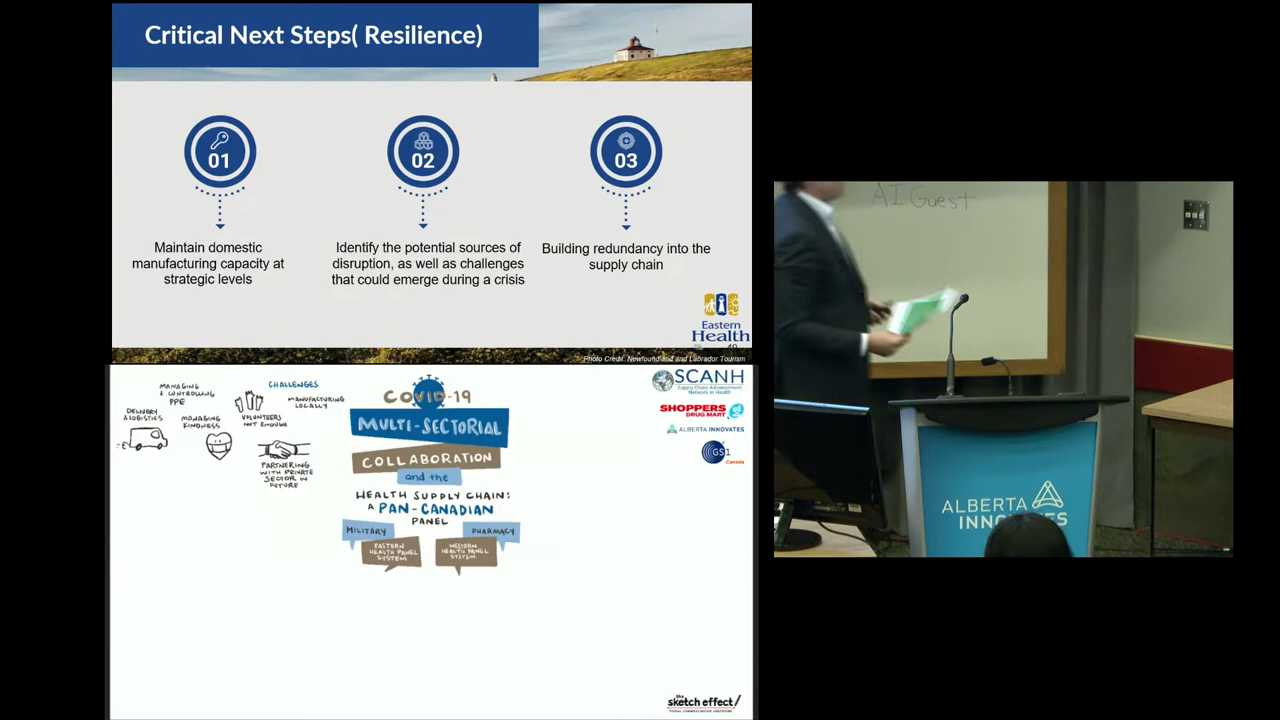 Critical Next Steps( Resilience)
01
02
03
Maintain domestic
manufacturing capacity at
strategic levels
Identify the potential sources of
disruption, as well as challenges
that could emerge during a crisis
Building redundancy into the
supply chain
Eastern
Health
49
Photo Credit: Newfoundland and Labrador Tourism
MANAGING
& CONTROLLING
PPE
CHALLENGES
DELIVERY
& LOGISTICS
MANAGING
KINDNESS
VOLUNTEERS
NOT ENOUGH
MANUFACTURING
LOCALLY
PARTNERING
WITH PRIVATE
SECTOR IN
FUTURE
COVID-19
MULTI-SECTORIAL
COLLABORATION
and the
HEALTH SUPPLY CHAIN:
A PAN-CANADIAN
PANEL
MILITARY
PHARMACY
EASTERN
HEALTH PANEL
SYSTEM
WESTERN
HEALTH PANEL
SYSTEM
SCANH
Supply Chain Advancement
Network in Health
SHOPPERS
DRUG MART
ALBERTA INNOVATES
GS1
Canada
the
sketch effect/
AI Guest
ALBERTA
INNO
ES